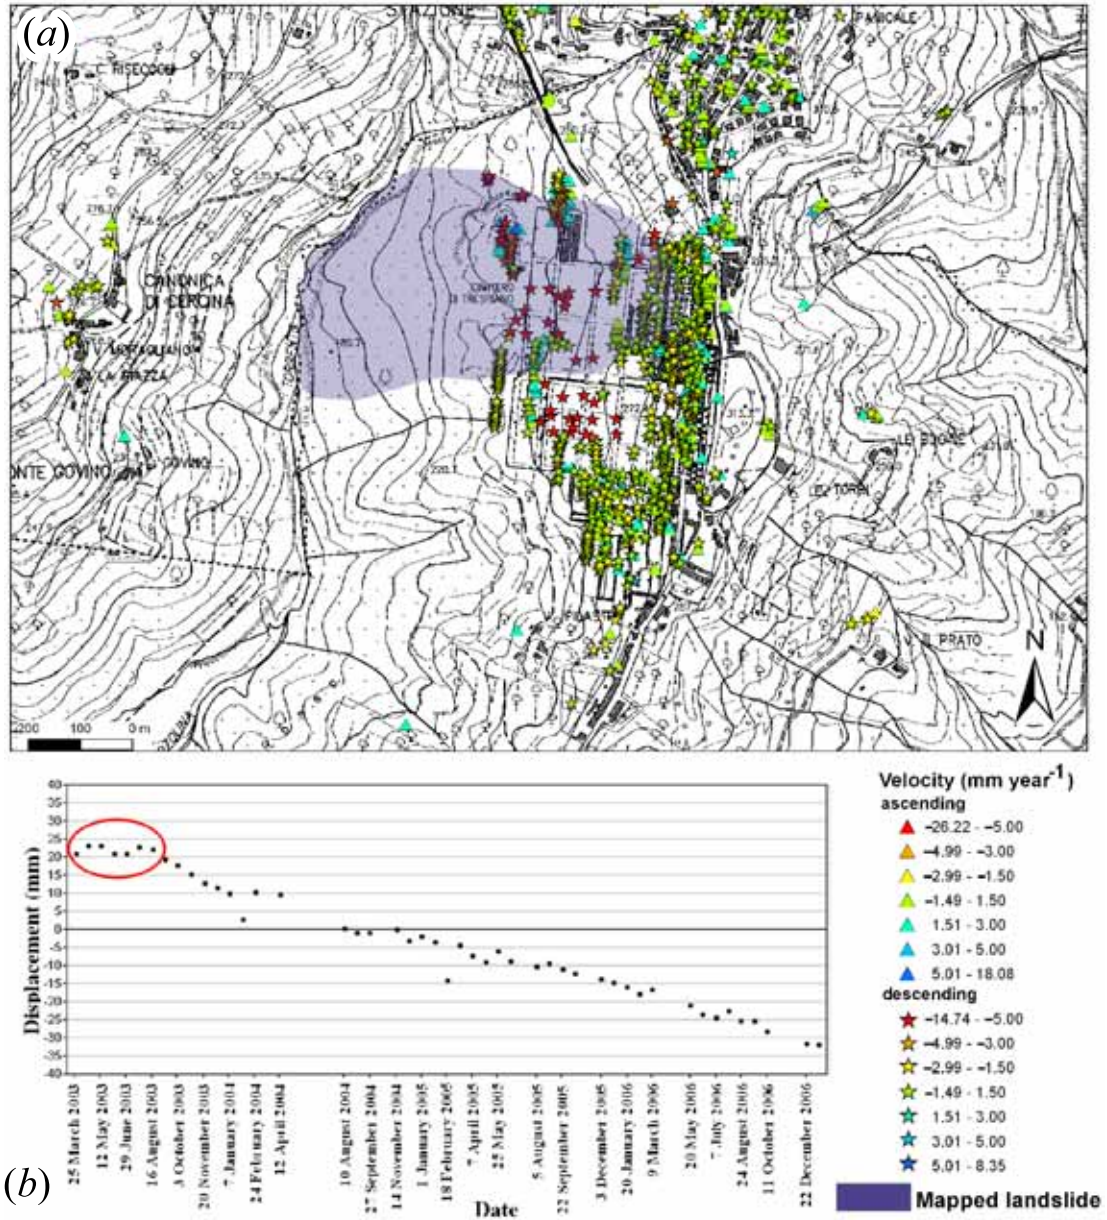 (a)
STAZIONE
PANICALE
C. RISECCOLI
CANONICA
DI CERCINA
CIMITERO
DI TRESPIANO
LA PIAZZA
MONTE GOVINO
GOVINO
LE TORRI
IL PRATO
N
200 100 0 m
(b)
40
35
30
25
20
15
10
5
0
-5
-10
-15
-20
-25
-30
-35
-40
Displacement (mm)
25 March 2003
12 May 2003
29 June 2003
16 August 2003
3 October 2003
20 November 2003
7 January 2004
24 February 2004
12 April 2004
10 August 2004
27 September 2004
14 November 2004
1 January 2005
18 February 2005
7 April 2005
25 May 2005
5 August 2005
22 September 2005
3 December 2005
20 January 2006
9 March 2006
20 May 2006
7 July 2006
24 August 2006
11 October 2006
22 December 2006
Date
Velocity (mm year-1)
ascending
−26.22 - −5.00
−4.99 - −3.00
−2.99 - −1.50
−1.49 - 1.50
1.51 - 3.00
3.01 - 5.00
5.01 - 18.08
descending
−14.74 - −5.00
−4.99 - −3.00
−2.99 - −1.50
−1.49 - 1.50
1.51 - 3.00
3.01 - 5.00
5.01 - 8.35
Mapped landslide